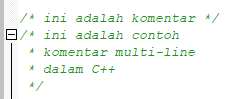 /* ini adalah komentar */
/* ini adalah contoh
* komentar multi-line
* dalam C++
*/